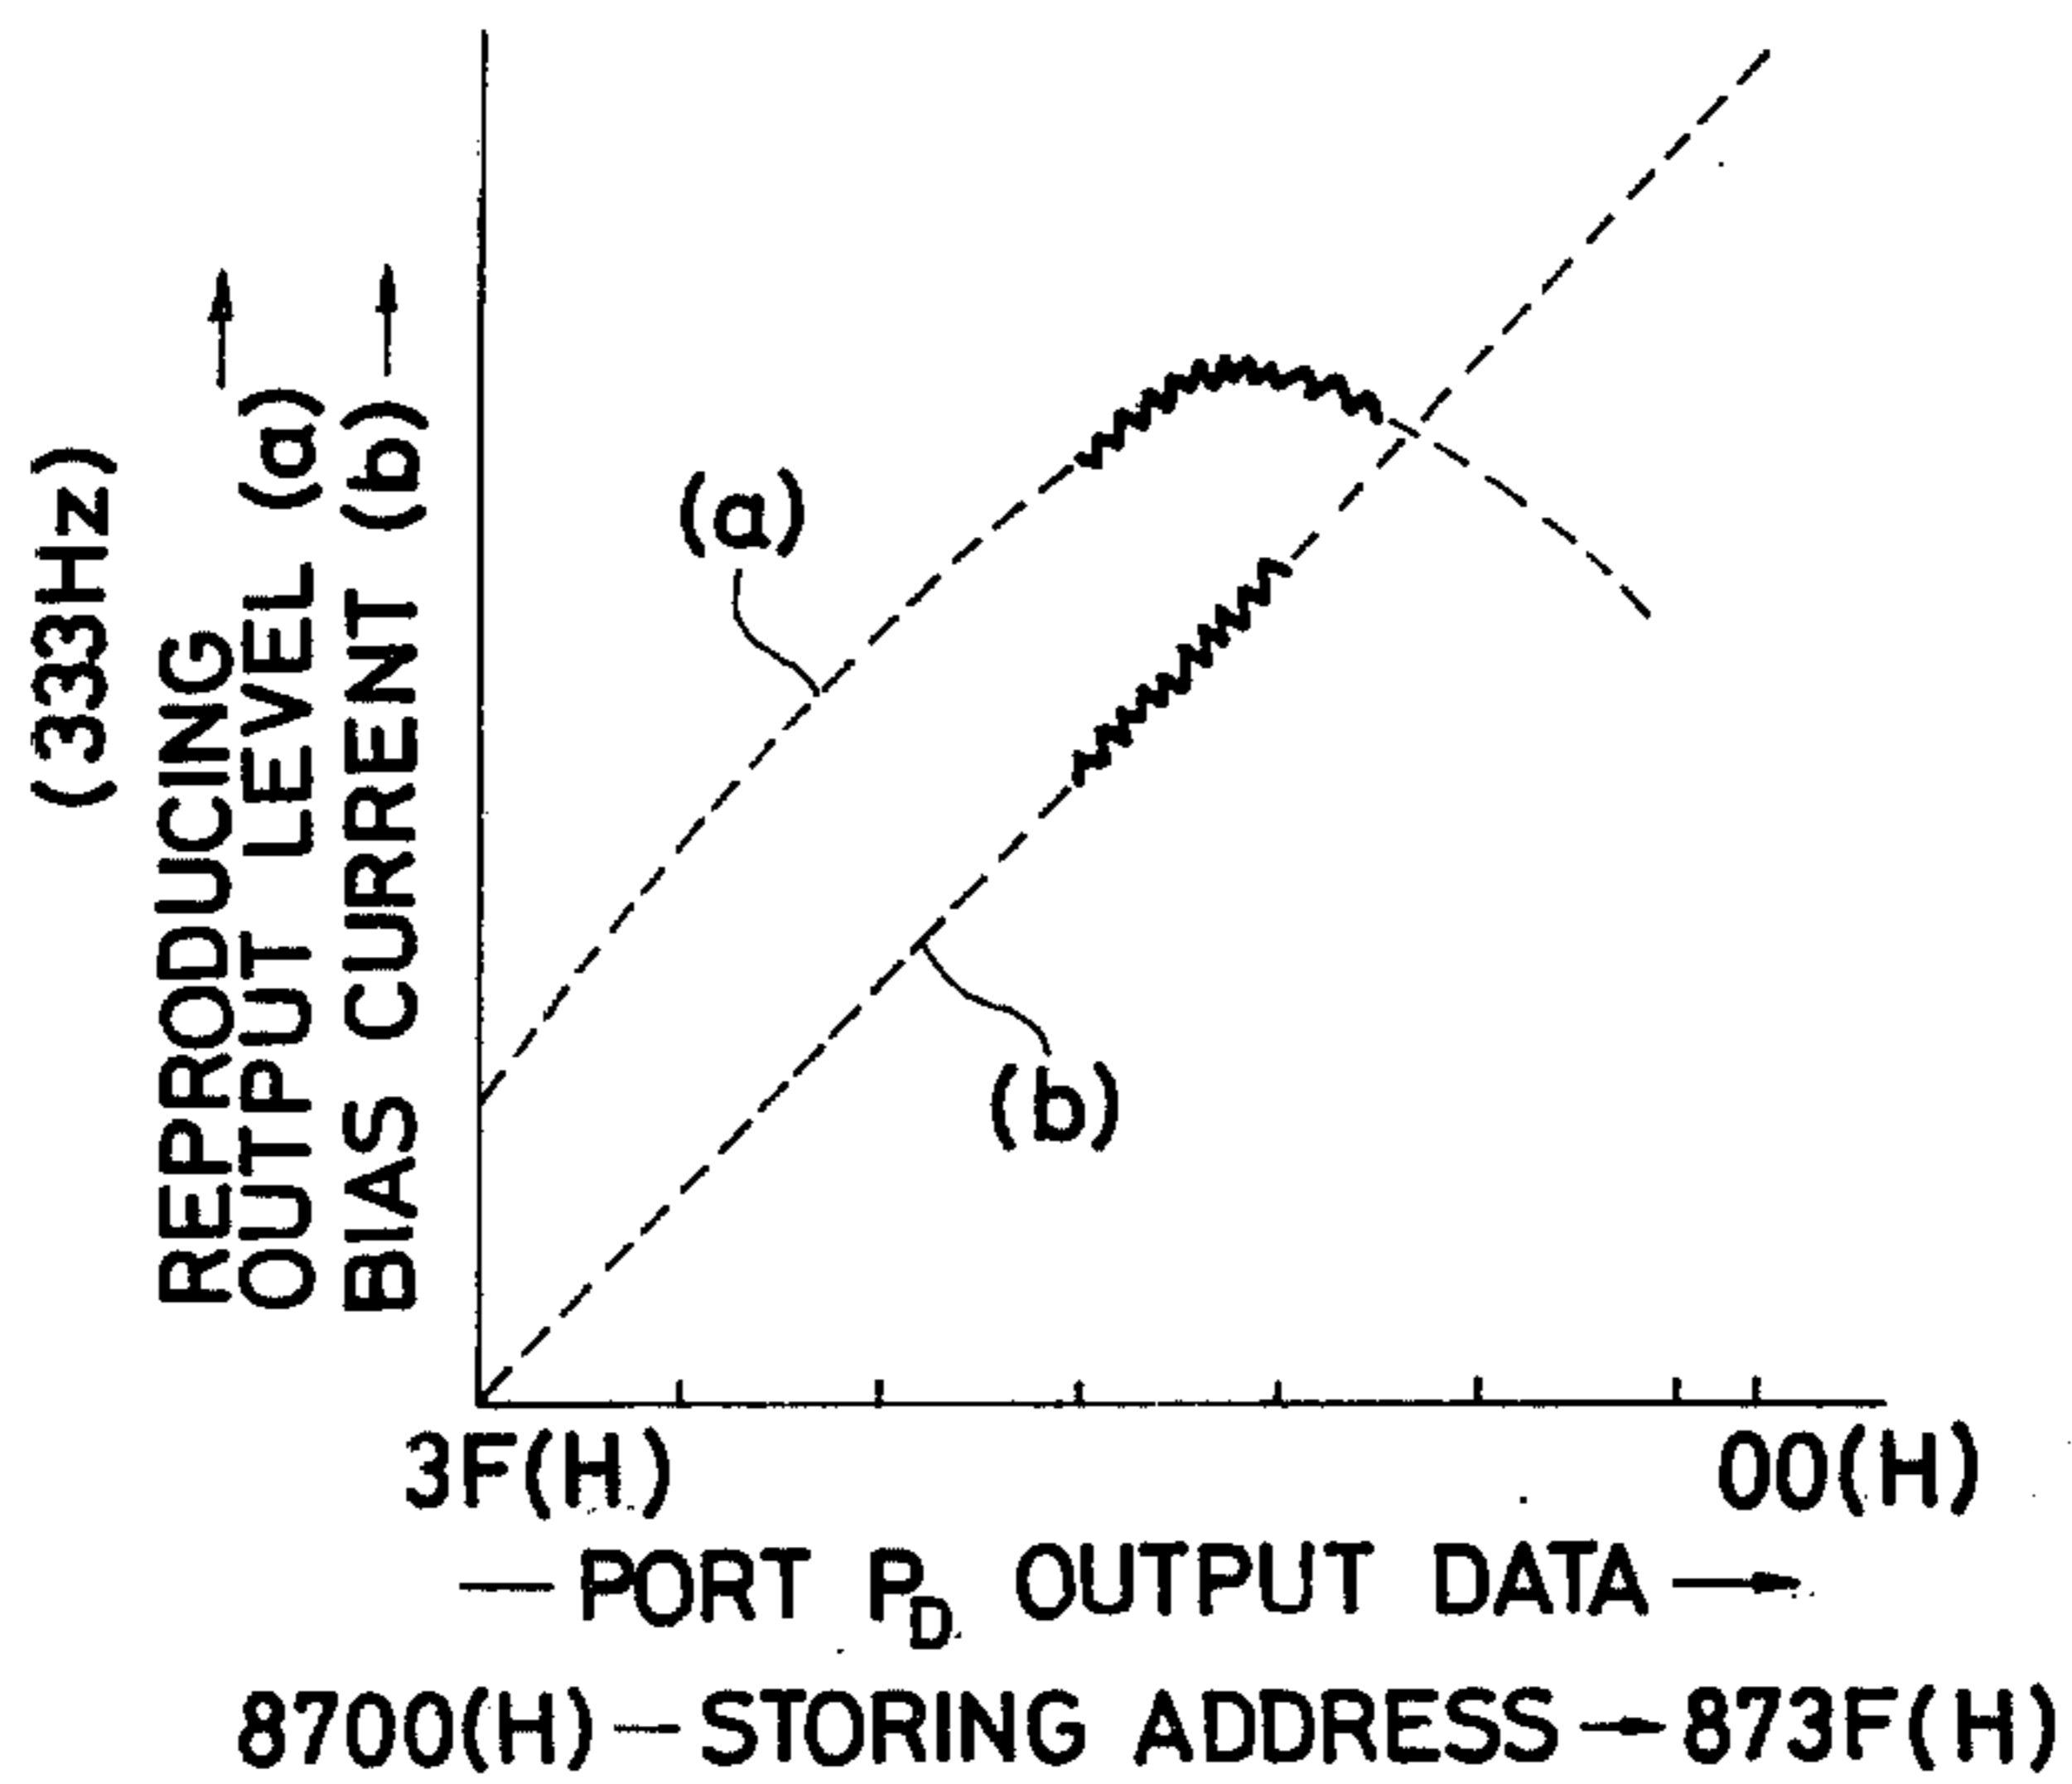 (333Hz)
REPRODUCING
OUTPUT LEVEL (a)
BIAS CURRENT (b)
(a)
(b)
3F(H)
00(H)
PORT PD OUTPUT DATA
8700(H) — STORING ADDRESS → 873F(H)